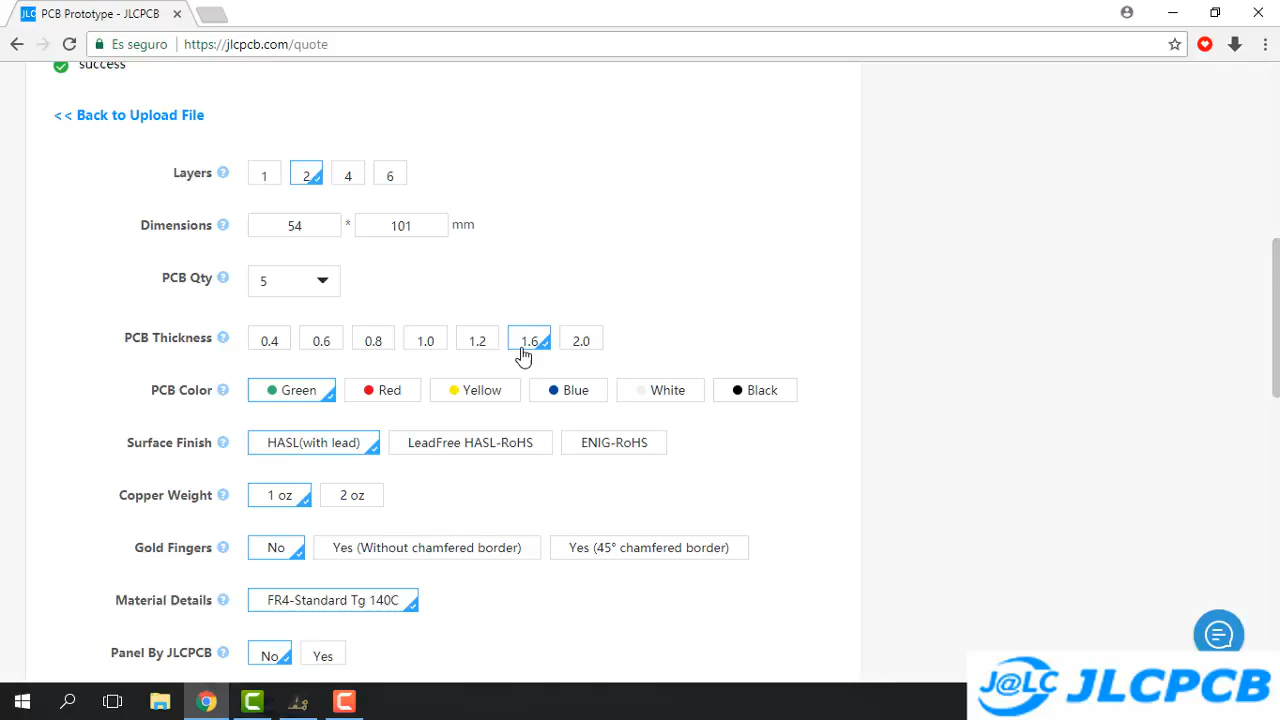 JLC PCB Prototype - JLCPCB
Es seguro https://jlcpcb.com/quote
success
<< Back to Upload File
Layers ? 1 2 4 6
Dimensions ? 54 * 101 mm
PCB Qty ? 5
PCB Thickness ? 0.4 0.6 0.8 1.0 1.2 1.6 2.0
PCB Color ? Green Red Yellow Blue White Black
Surface Finish ? HASL(with lead) LeadFree HASL-RoHS ENIG-RoHS
Copper Weight ? 1 oz 2 oz
Gold Fingers ? No Yes (Without chamfered border) Yes (45° chamfered border)
Material Details ? FR4-Standard Tg 140C
Panel By JLCPCB ? No Yes
J@LC JLCPCB
C C